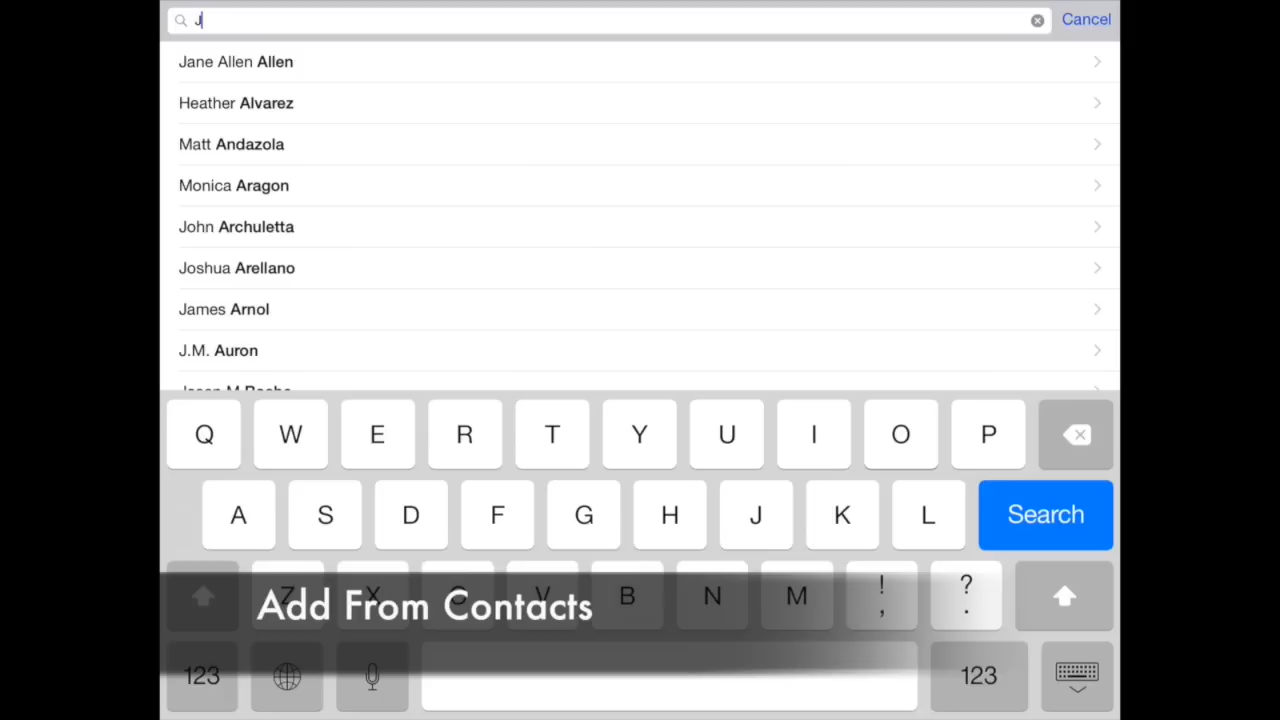 J
Cancel
Jane Allen Allen
Heather Alvarez
Matt Andazola
Monica Aragon
John Archuletta
Joshua Arellano
James Arnol
J.M. Auron
Q W E R T Y U I O P
A S D F G H J K L Search
Z X C V B N M ! , ? .
Add From Contacts
123 123